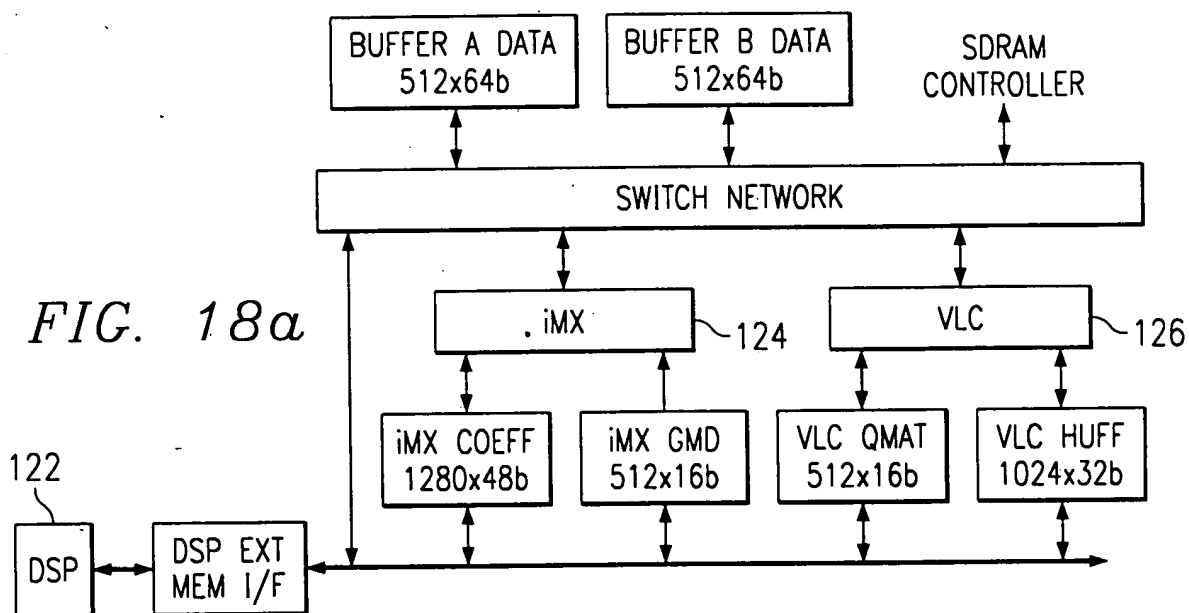 BUFFER A DATA
512x64b
BUFFER B DATA
512x64b
SDRAM
CONTROLLER
SWITCH NETWORK
FIG. 18a
iMX
124
VLC
126
iMX COEFF
1280x48b
iMX GMD
512x16b
VLC QMAT
512x16b
VLC HUFF
1024x32b
122
DSP
DSP EXT
MEM I/F